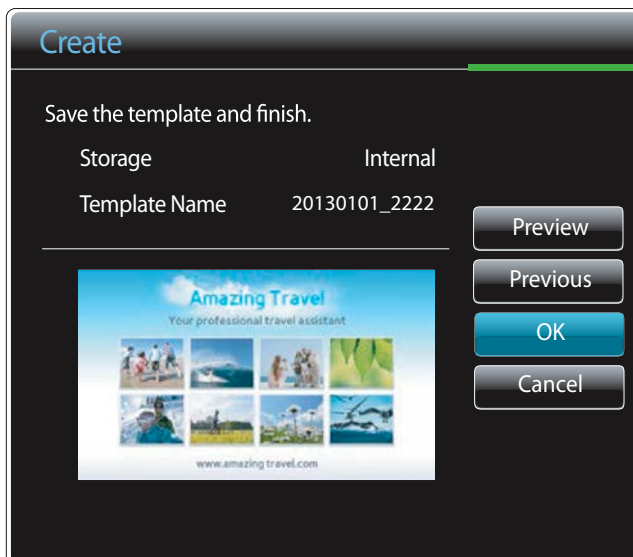 Create
Save the template and finish.
Storage Internal
Template Name 20130101_2222
Preview
Previous
OK
Cancel
Amazing Travel
Your professional travel assistant
www.amazing travel.com